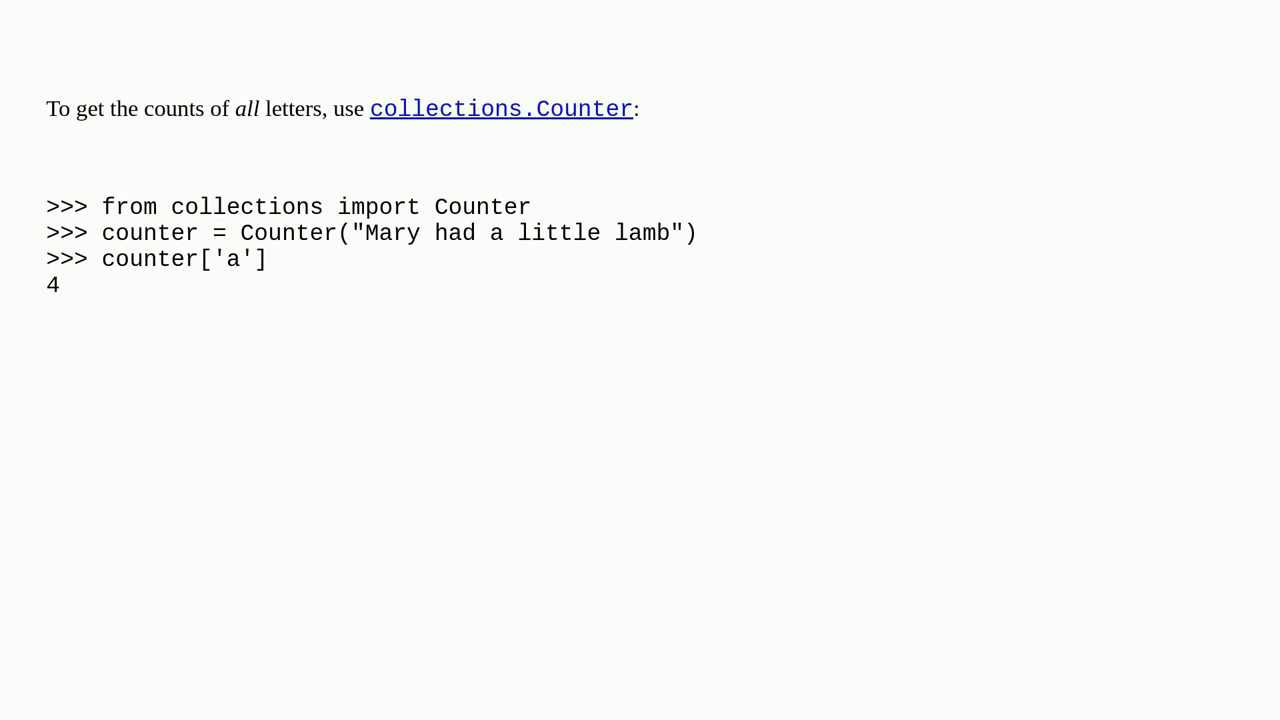 To get the counts of all letters, use collections.Counter:
>>> from collections import Counter
>>> counter = Counter("Mary had a little lamb")
>>> counter['a']
4